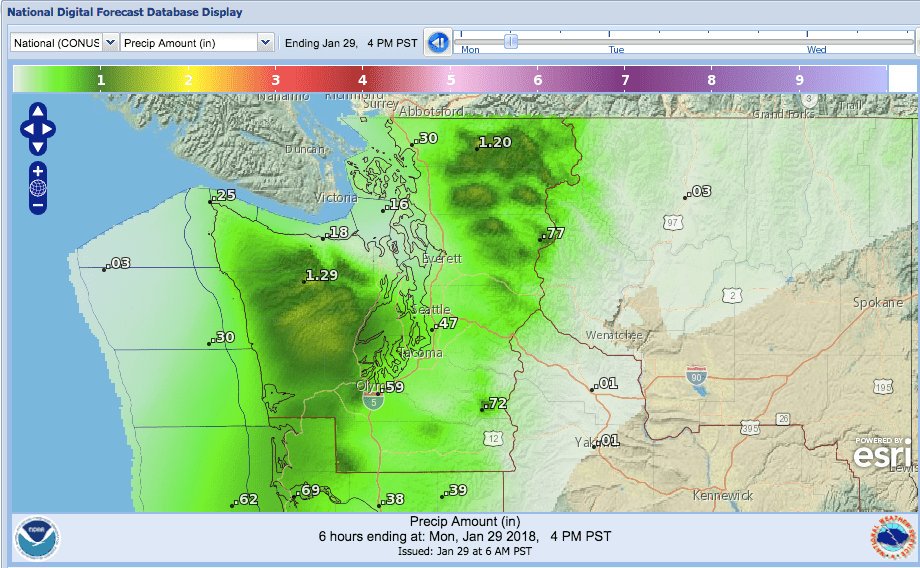 National Digital Forecast Database Display
National (CONUS Precip Amount (in) Ending Jan 29, 4 PM PST
Mon Tue Wed
1 2 3 4 5 6 7 8 9
Nanaimo Richmond
Surrey
Abbotsford
3
Trail
Grand Forks
.30
1.20
Duncan
.25
Victoria
.16
.03
97
.18
.77
.03
Everett
1.29
2
Seattle
Spokane
.47
.30
Wenatchee
Tacoma
90
.59
.01
195
5
.72
26
12
395
.01
POWERED BY
esri
.62
.69
.38
.39
Kennewick
Precip Amount (in)
6 hours ending at: Mon, Jan 29 2018, 4 PM PST
Issued: Jan 29 at 6 AM PST
NOAA
NATIONAL WEATHER SERVICE